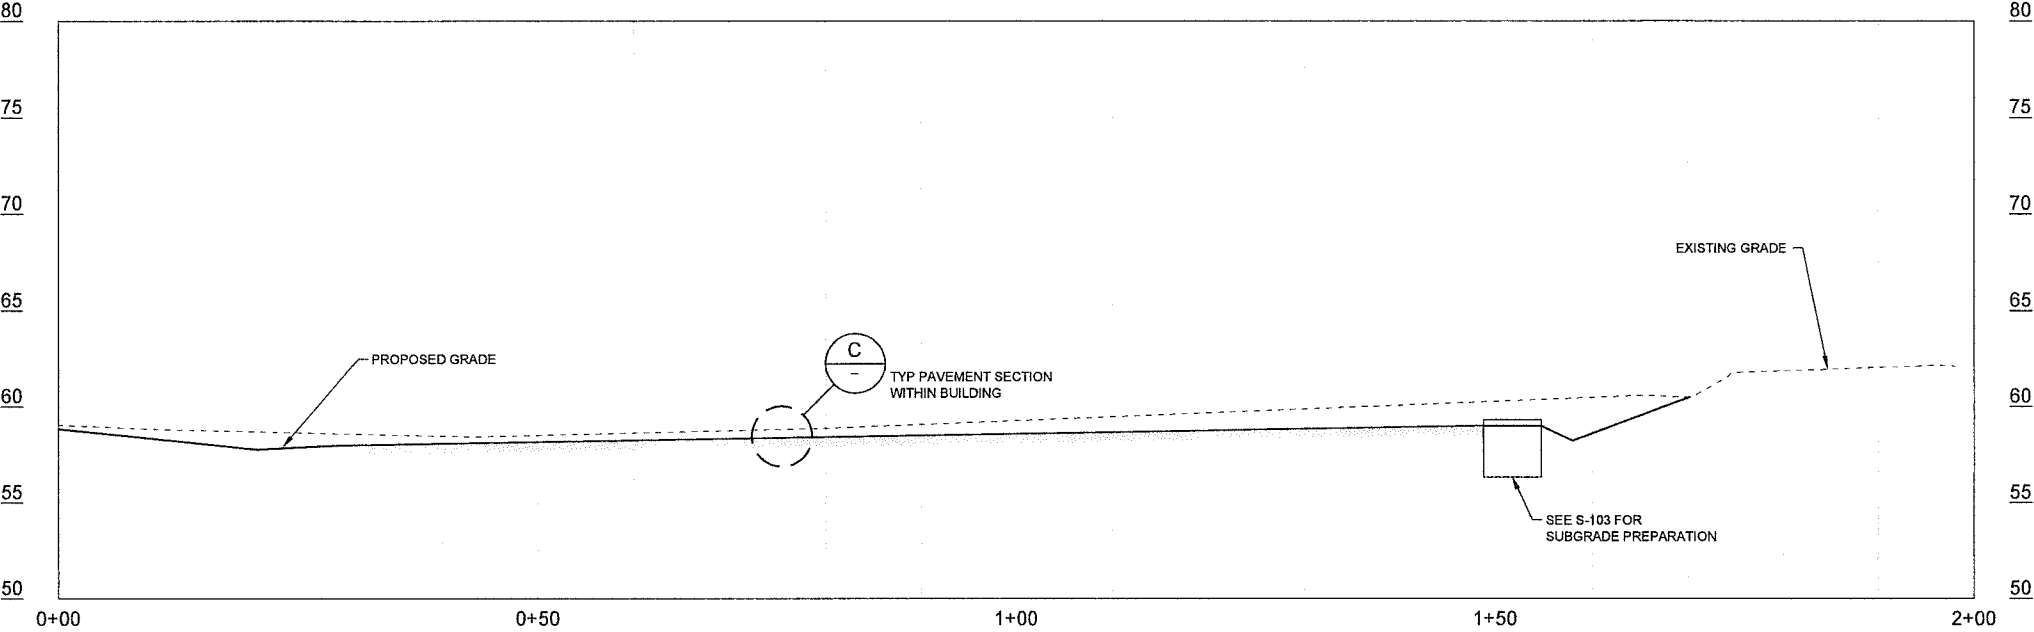 80
80
75
75
70
70
EXISTING GRADE
65
65
C
–
PROPOSED GRADE
TYP PAVEMENT SECTION
WITHIN BUILDING
60
60
55
55
SEE S-103 FOR
SUBGRADE PREPARATION
50
50
0+00
0+50
1+00
1+50
2+00